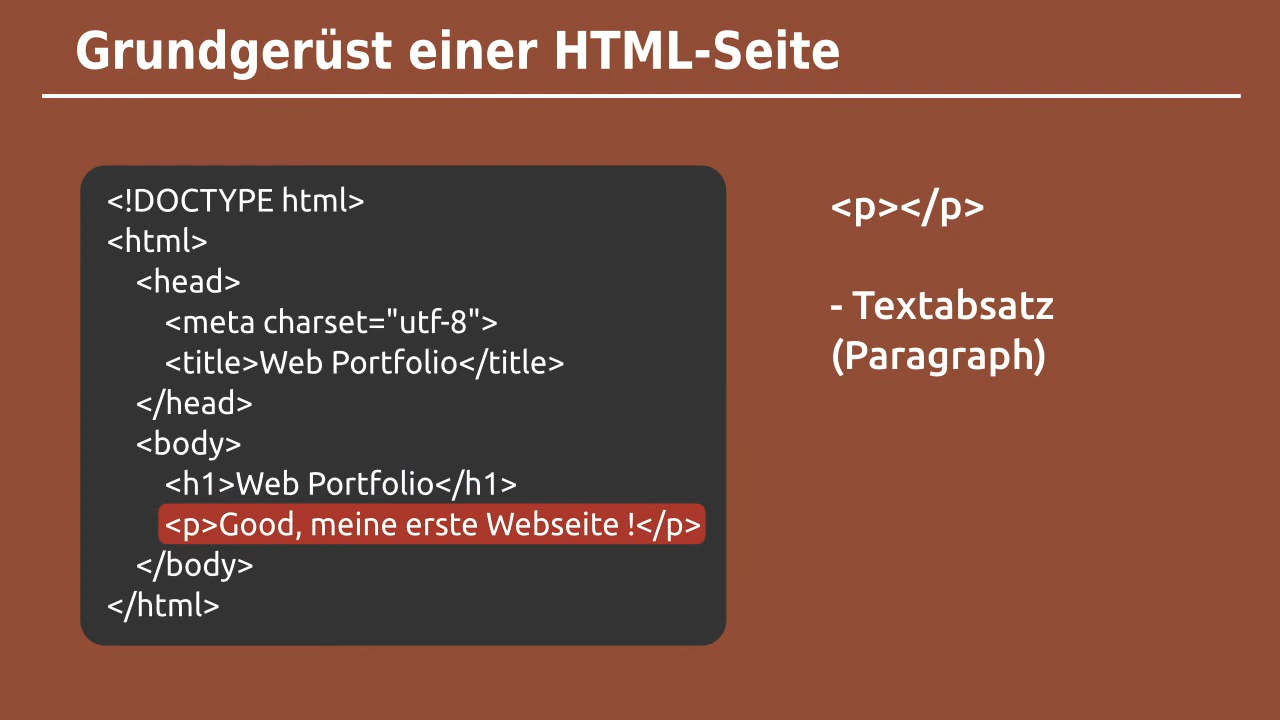 Grundgerüst einer HTML-Seite
<!DOCTYPE html>
<html>
<head>
<meta charset="utf-8">
<title>Web Portfolio</title>
</head>
<body>
<h1>Web Portfolio</h1>
<p>Good, meine erste Webseite !</p>
</body>
</html>
<p></p>
- Textabsatz
(Paragraph)